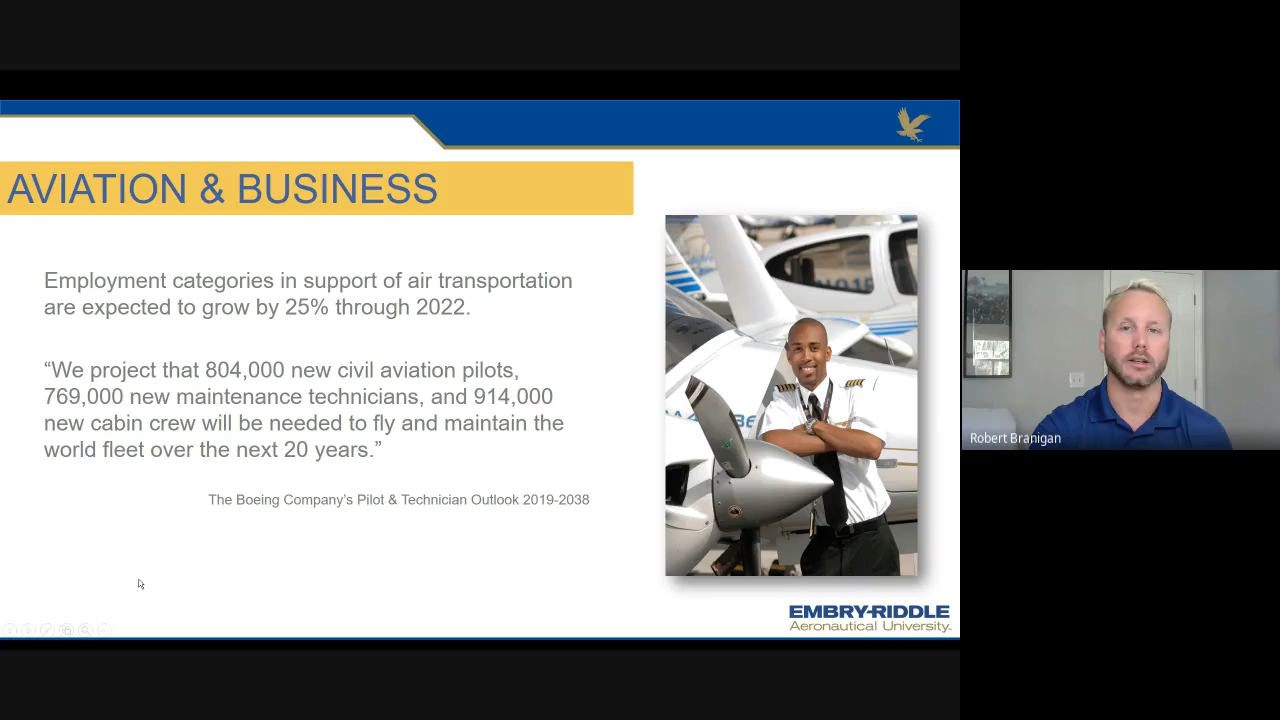 AVIATION & BUSINESS
Employment categories in support of air transportation
are expected to grow by 25% through 2022.
“We project that 804,000 new civil aviation pilots,
769,000 new maintenance technicians, and 914,000
new cabin crew will be needed to fly and maintain the
world fleet over the next 20 years.”
The Boeing Company’s Pilot & Technician Outlook 2019-2038
EMBRY-RIDDLE
Aeronautical University
Robert Branigan